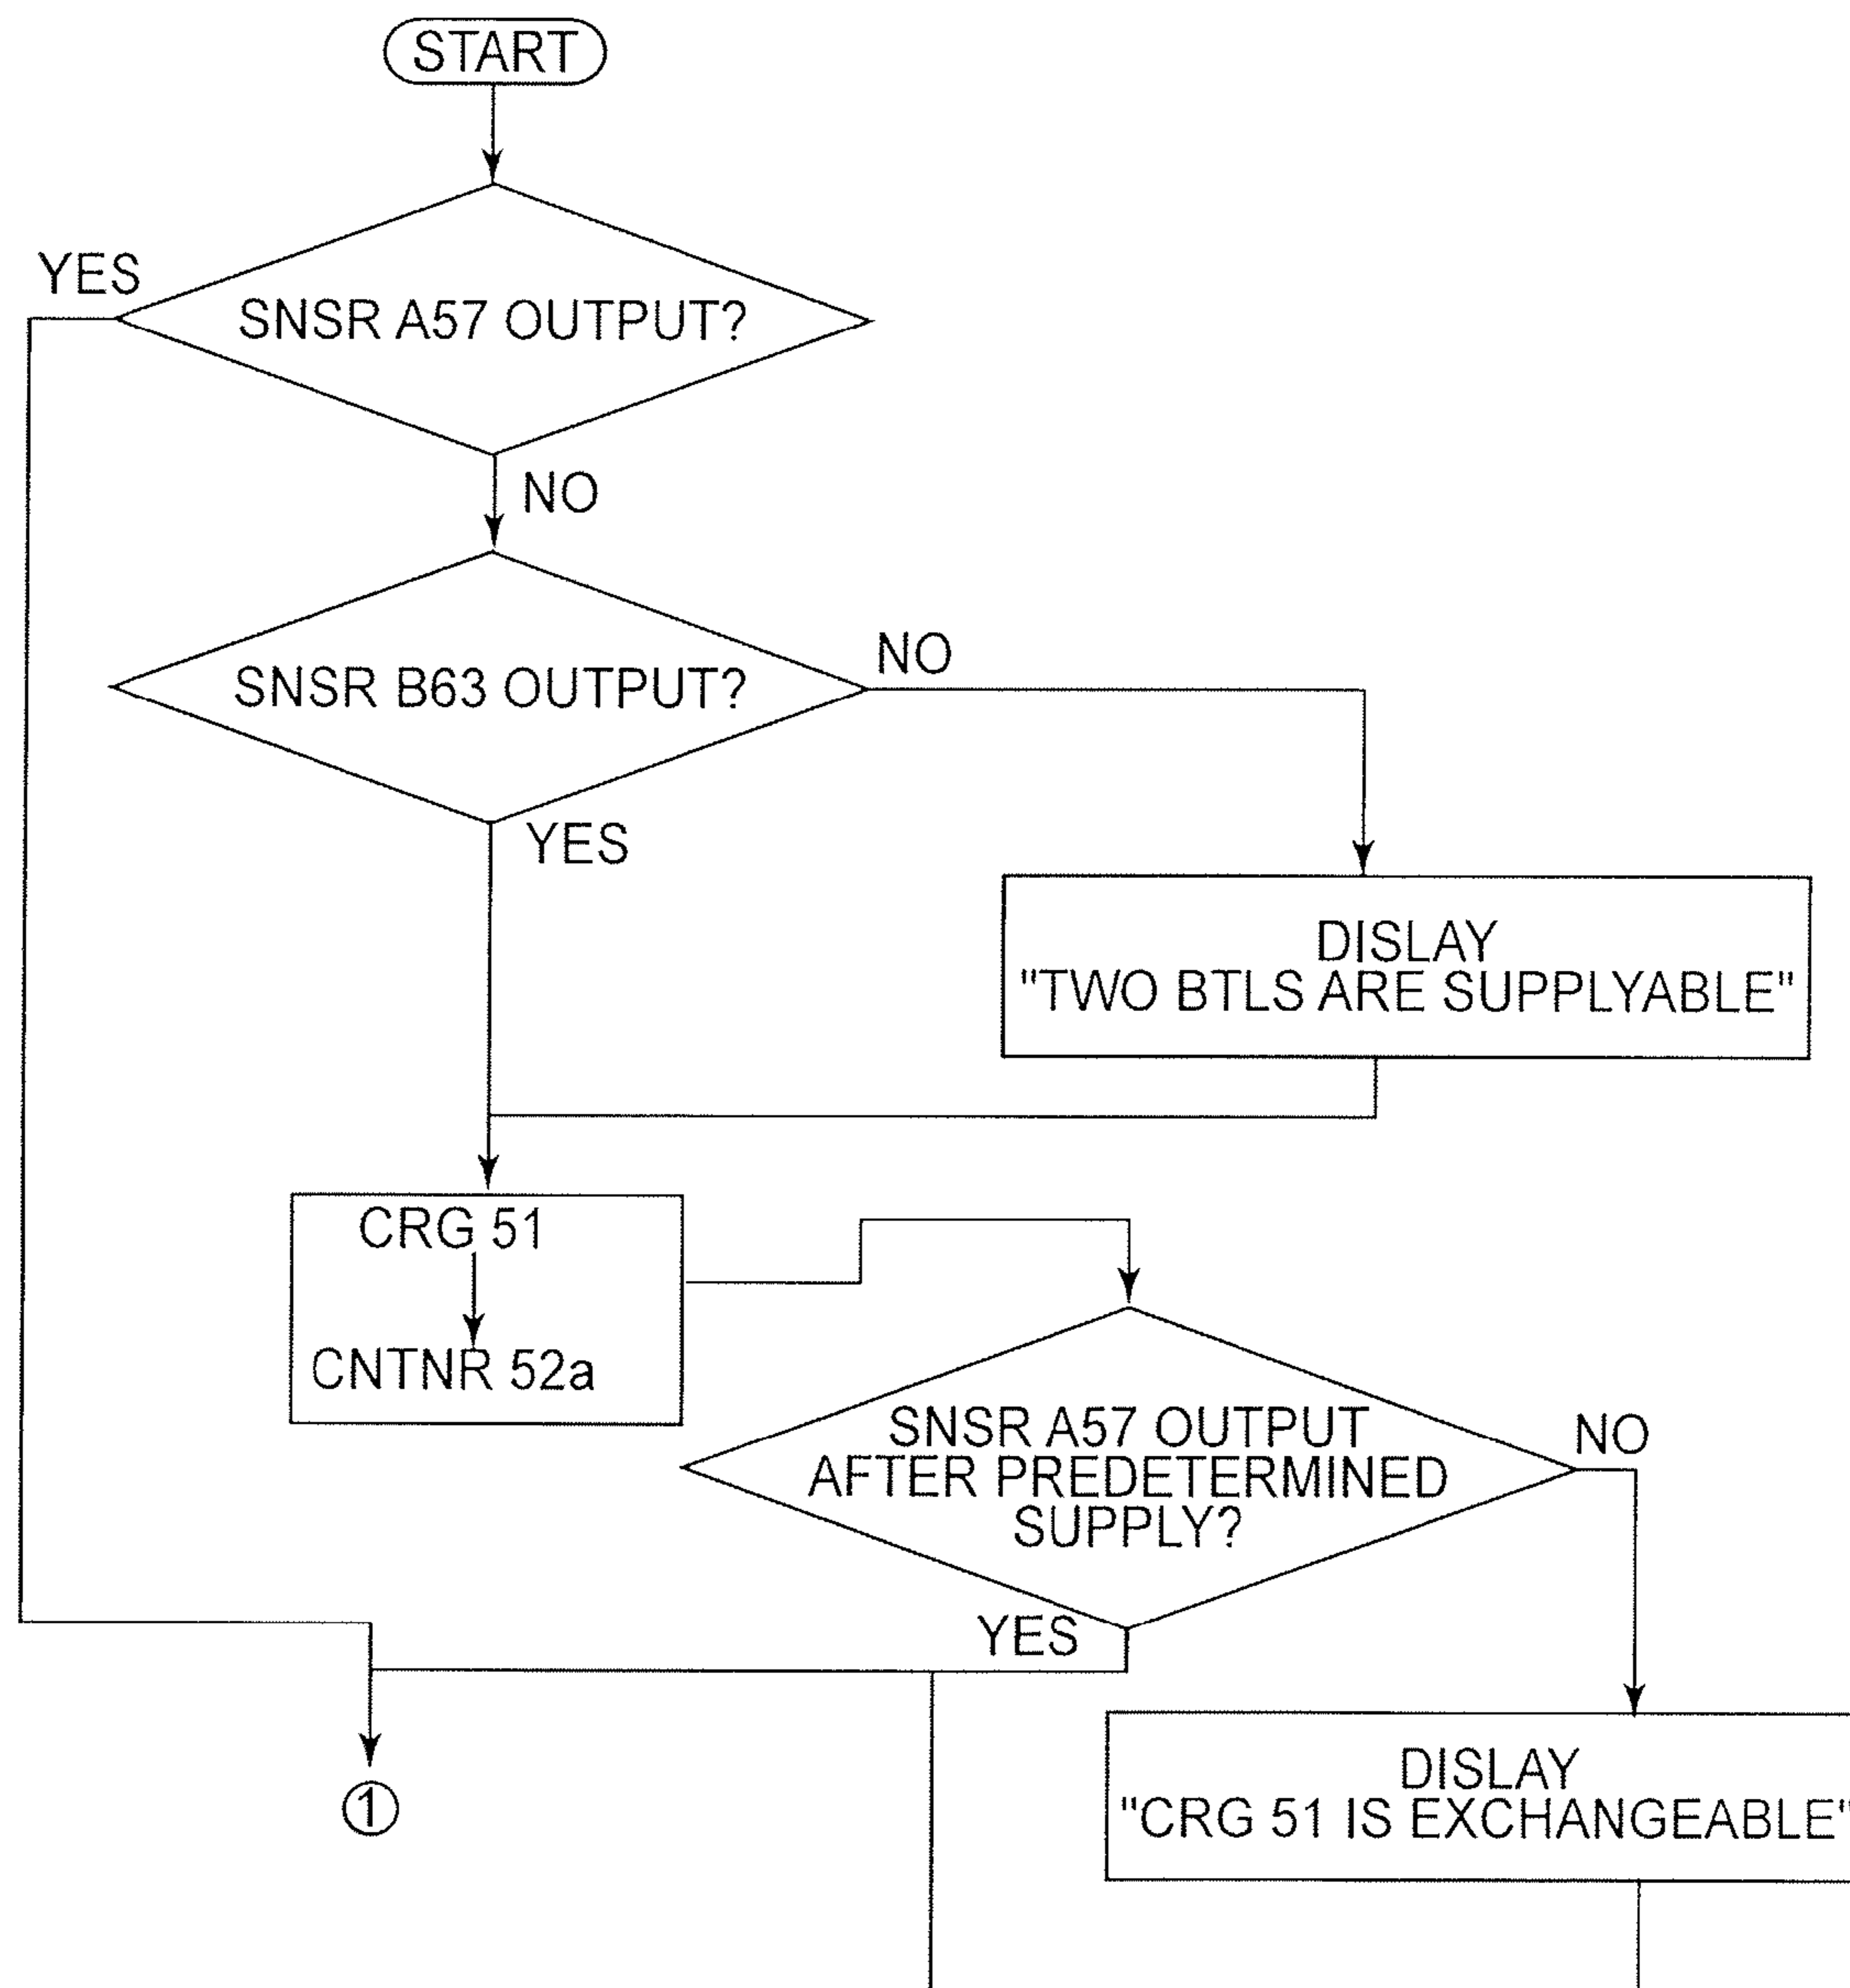 START
YES
SNSR A57 OUTPUT?
NO
SNSR B63 OUTPUT?
NO
YES
DISLAY
"TWO BTLS ARE SUPPLYABLE"
CRG 51
CNTNR 52a
SNSR A57 OUTPUT
AFTER PREDETERMINED
SUPPLY?
NO
YES
DISLAY
"CRG 51 IS EXCHANGEABLE"
①